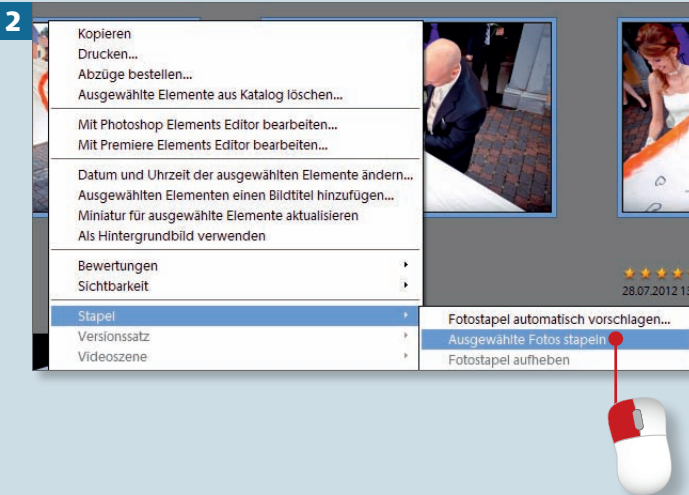 2
Kopieren
Drucken...
Abzüge bestellen...
Ausgewählte Elemente aus Katalog löschen...
Mit Photoshop Elements Editor bearbeiten...
Mit Premiere Elements Editor bearbeiten...
Datum und Uhrzeit der ausgewählten Elemente ändern...
Ausgewählten Elementen einen Bildtitel hinzufügen...
Miniatur für ausgewählte Elemente aktualisieren
Als Hintergrundbild verwenden
Bewertungen
Sichtbarkeit
28.07.2012
Stapel
Versionssatz
Videoszene
Fotostapel automatisch vorschlagen...
Ausgewählte Fotos stapeln
Fotostapel aufheben